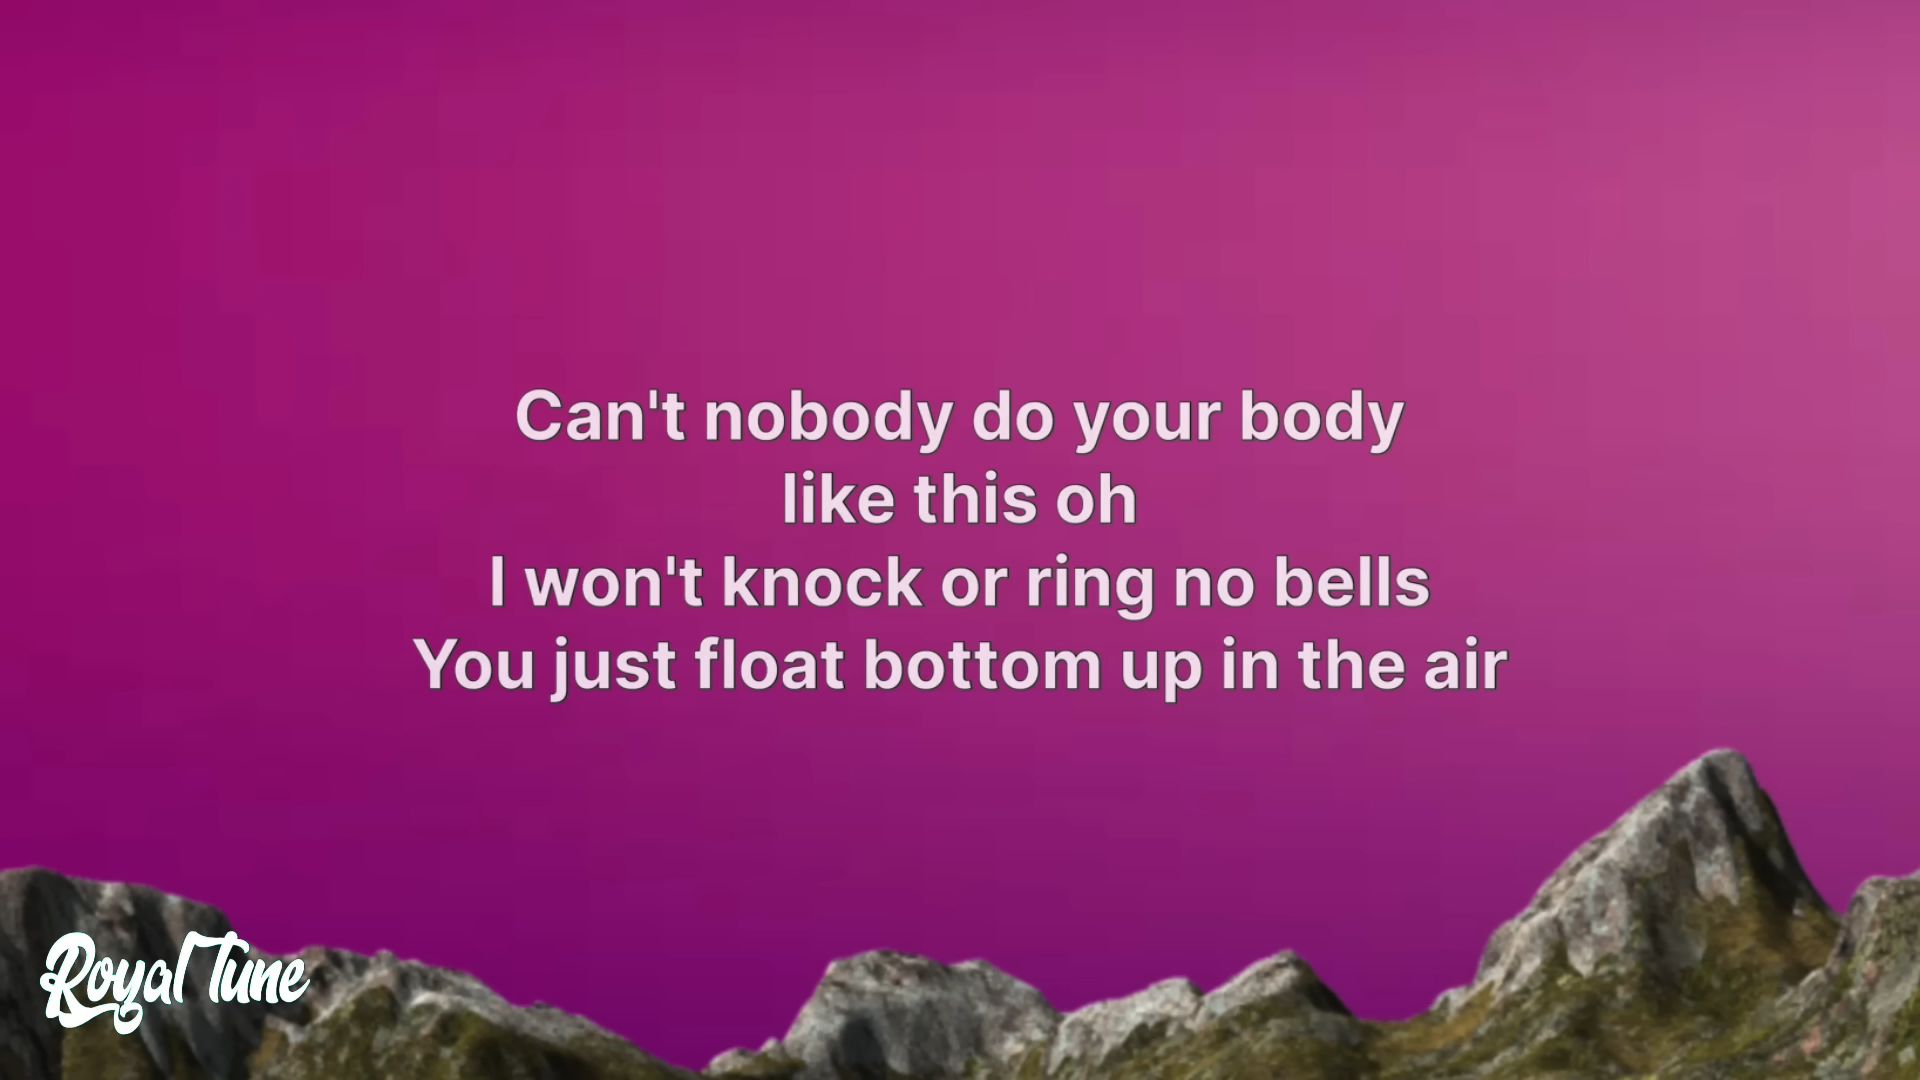 Can't nobody do your body
like this oh
I won't knock or ring no bells
You just float bottom up in the air
Royal Tune